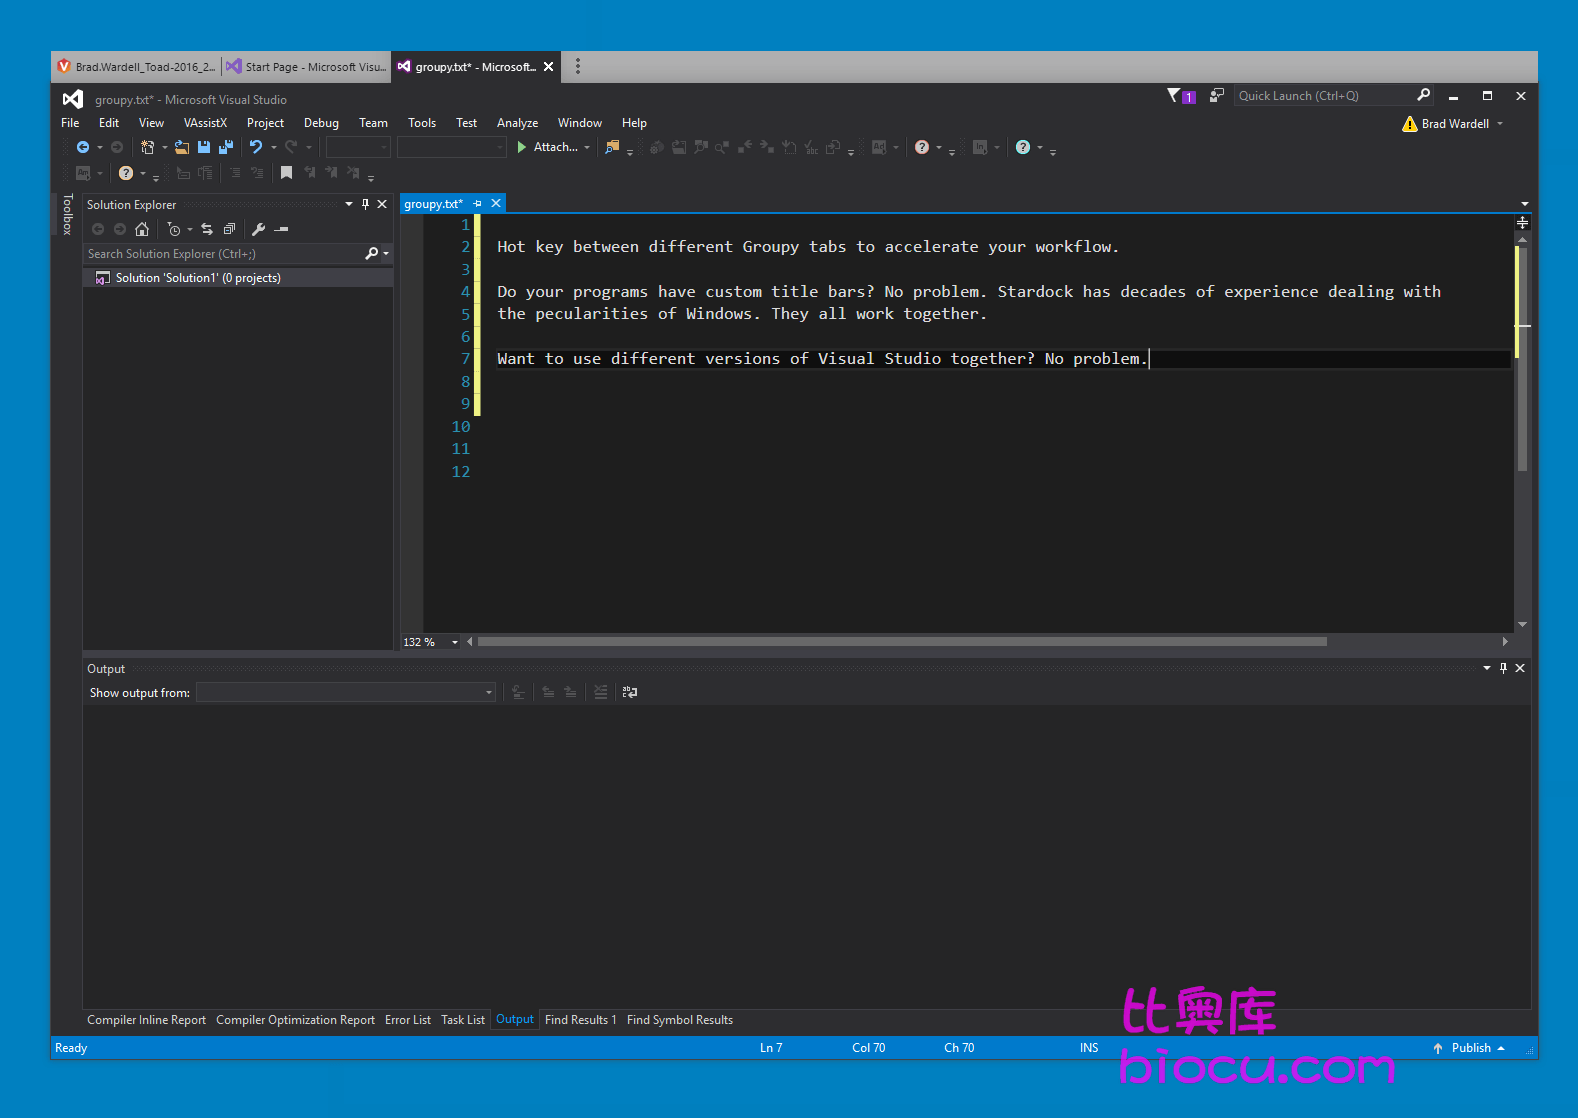 Brad.Wardell_Toad-2016_2...
Start Page - Microsoft Visu...
groupy.txt* - Microsoft...
groupy.txt* - Microsoft Visual Studio
1
Quick Launch (Ctrl+Q)
File Edit View VAssistX Project Debug Team Tools Test Analyze Window Help
Brad Wardell
Attach...
Toolbox
Solution Explorer
Search Solution Explorer (Ctrl+;)
Solution 'Solution1' (0 projects)
groupy.txt*
1
2 Hot key between different Groupy tabs to accelerate your workflow.
3
4 Do your programs have custom title bars? No problem. Stardock has decades of experience dealing with
5 the pecularities of Windows. They all work together.
6
7 Want to use different versions of Visual Studio together? No problem.
8
9
10
11
12
132 %
Output
Show output from:
Compiler Inline Report Compiler Optimization Report Error List Task List Output Find Results 1 Find Symbol Results
Ready Ln 7 Col 70 Ch 70 INS Publish
比奥库
biocu.com